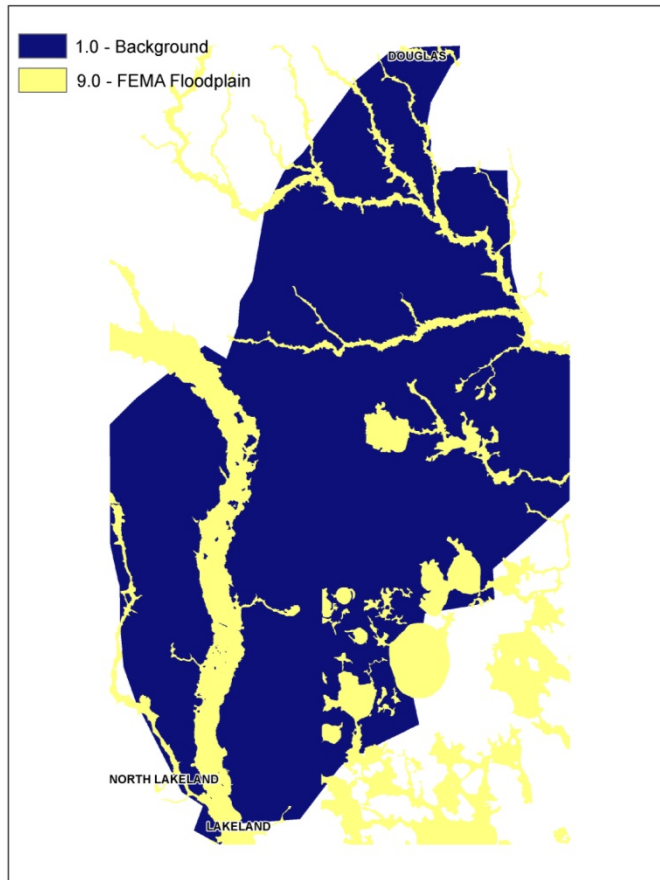 1.0 - Background
9.0 - FEMA Floodplain
DOUGLAS
NORTH LAKELAND
LAKELAND